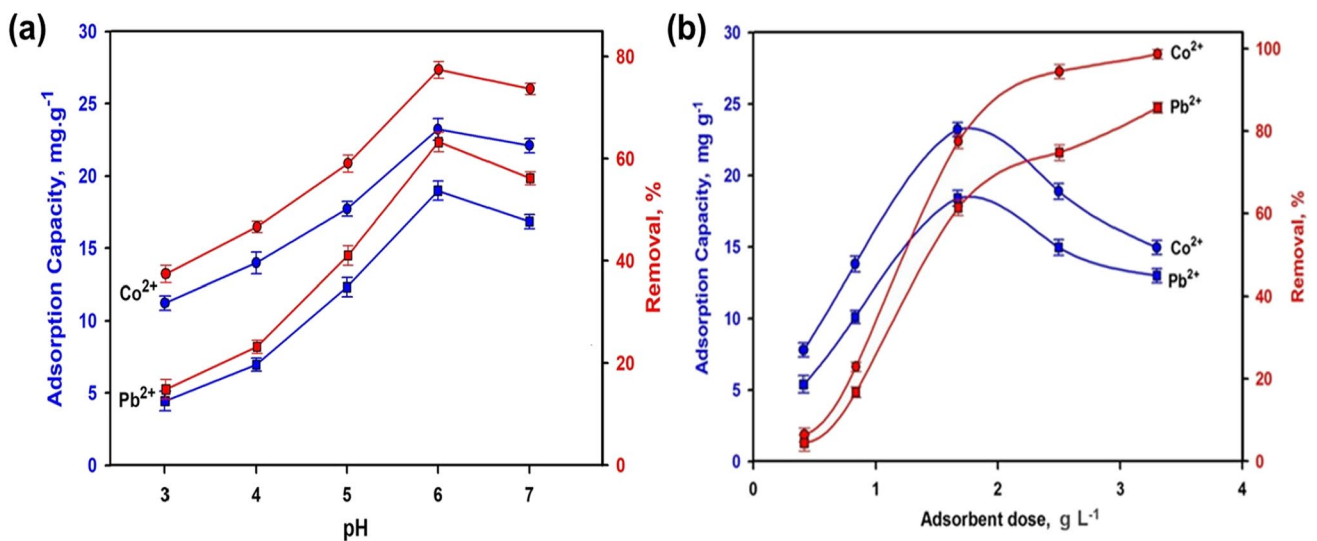 (a)
30
25
20
15
10
5
0
Adsorption Capacity, mg.g⁻¹
80
60
40
20
0
Removal, %
Co²⁺
Pb²⁺
3 4 5 6 7
pH
(b)
30
25
20
15
10
5
0
Adsorption Capacity, mg g⁻¹
100
80
60
40
20
0
Removal, %
Co²⁺
Pb²⁺
Co²⁺
Pb²⁺
0 1 2 3 4
Adsorbent dose, g L⁻¹